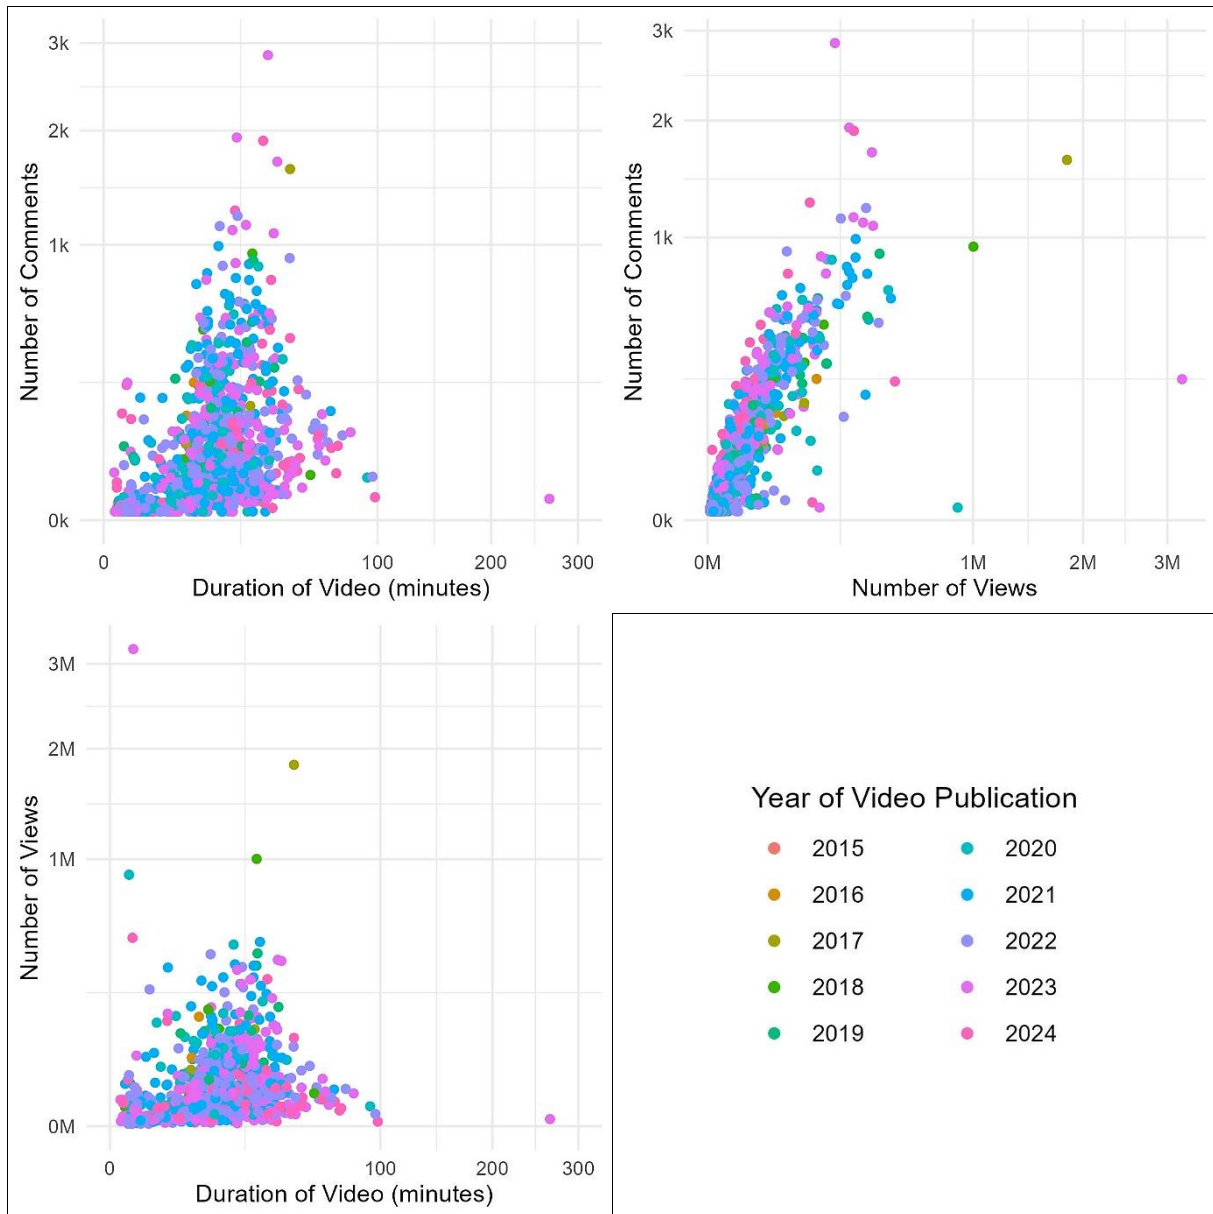 3k
2k
1k
0k
Number of Comments
0
100
200
300
Duration of Video (minutes)
3k
2k
1k
0k
Number of Comments
0M
1M
2M
3M
Number of Views
3M
2M
1M
0M
Number of Views
0
100
200
300
Duration of Video (minutes)
Year of Video Publication
2015
2016
2017
2018
2019
2020
2021
2022
2023
2024